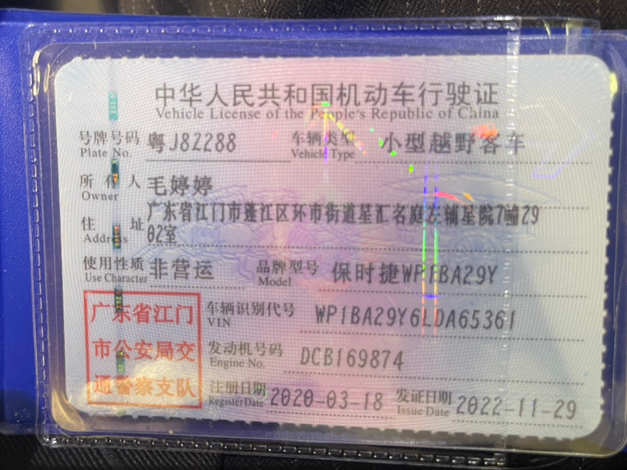 中华人民共和国机动车行驶证
Vehicle License of the People's Republic of China
号牌号码 粤J8Z288 车辆类型 小型越野客车
Plate No. Vehicle Type
所有人 毛婷婷
Owner
住址 广东省江门市蓬江区环市街道星汇名庭左辅星院7幢29
Address 02室
使用性质 非营运 品牌型号 保时捷WP1BA29Y
Use Character Model
广东省江门 车辆识别代号 WP1BA29Y6LDA65361
VIN
市公安局交 发动机号码 DCB169874
Engine No.
通警察支队 注册日期 2020-03-18 发证日期 2022-11-29
Register Date Issue Date